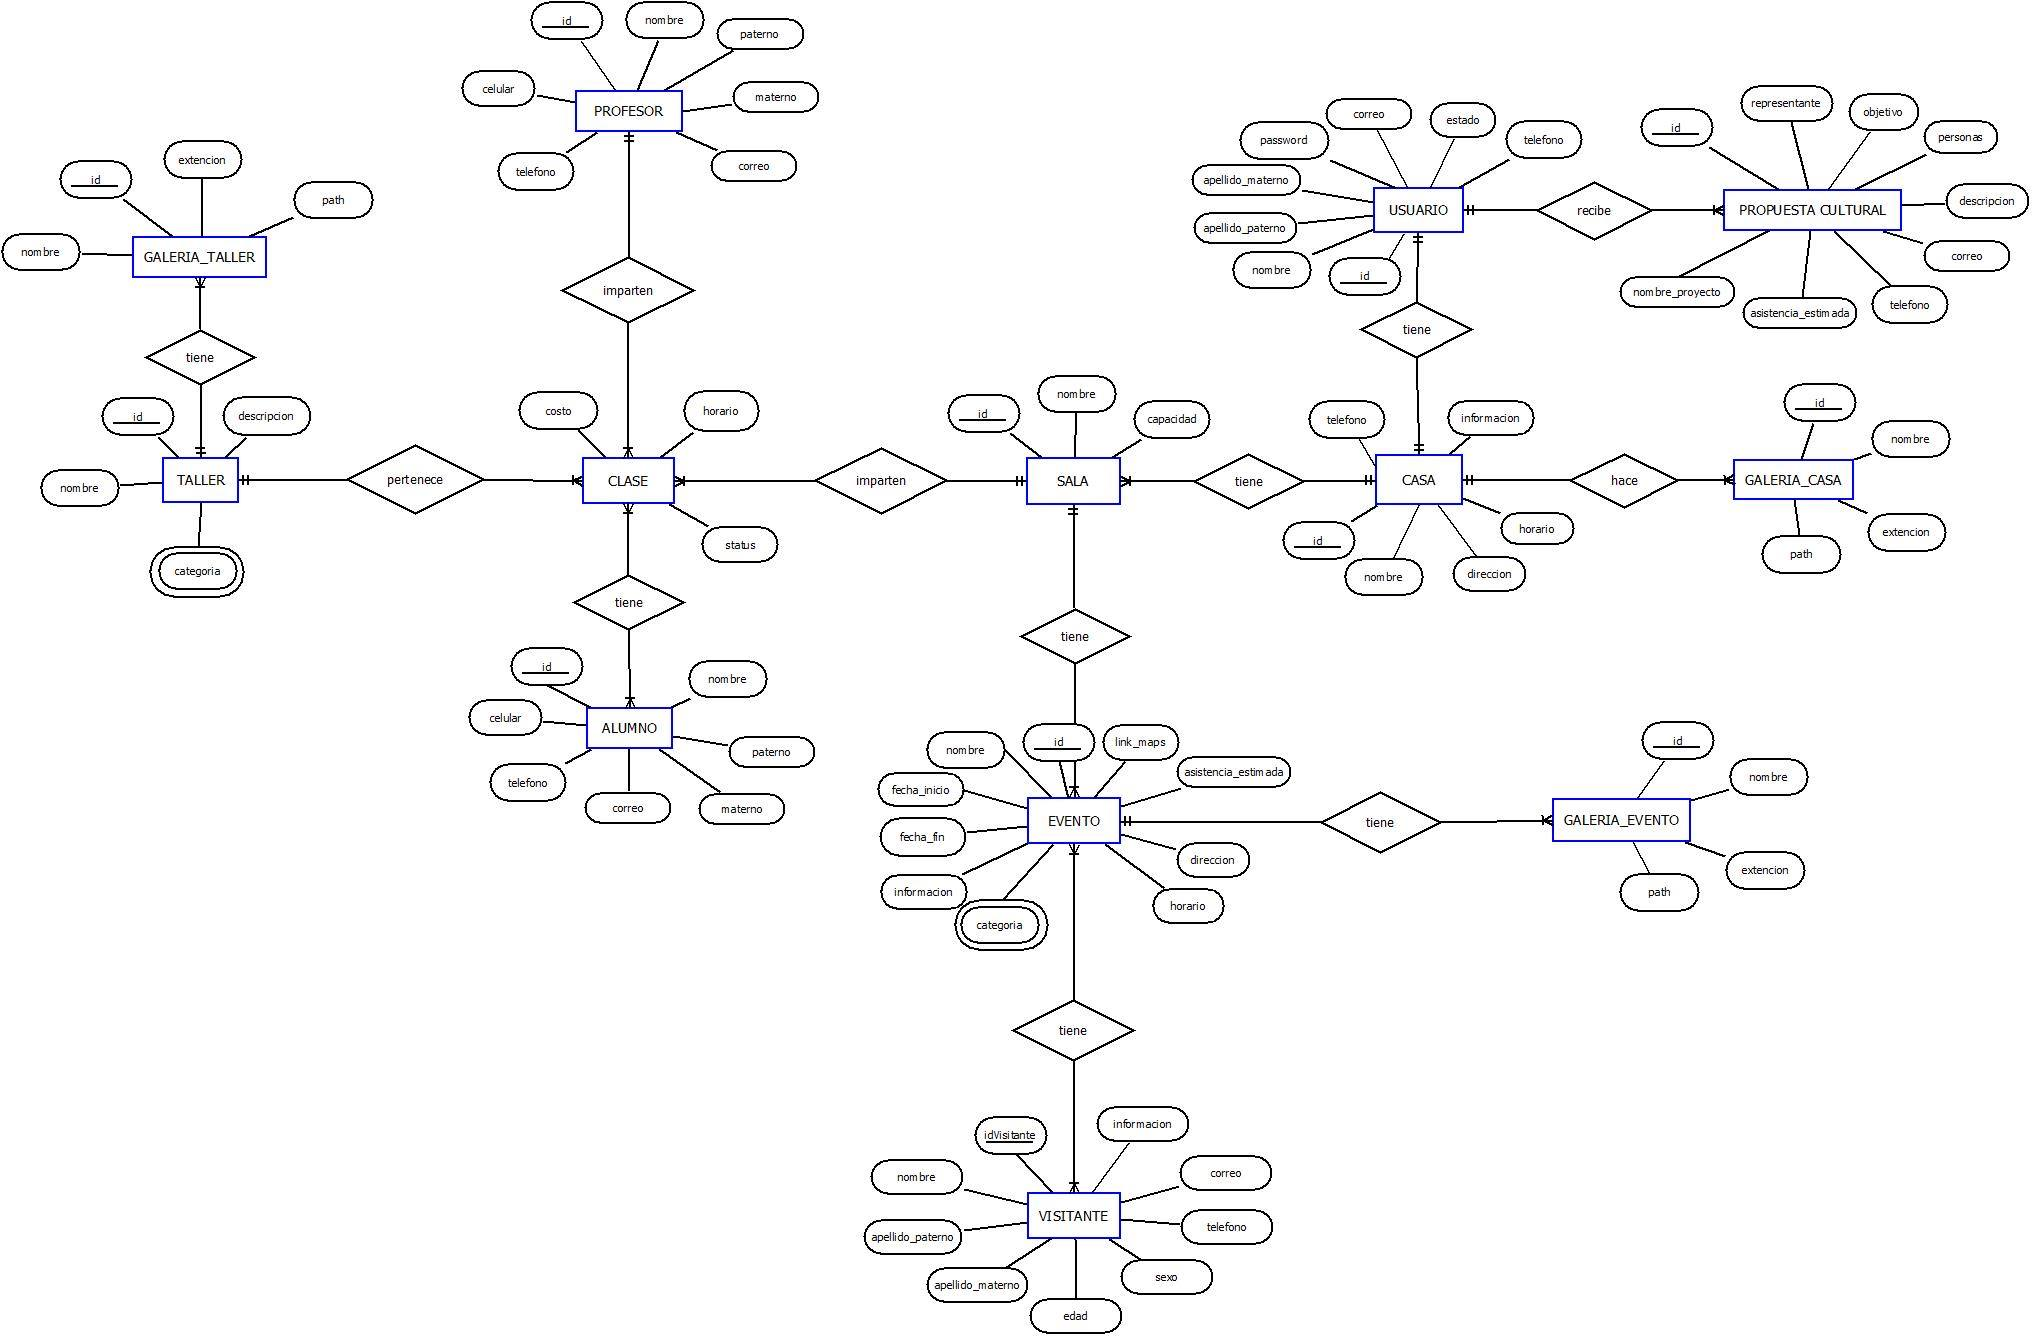 id
nombre
paterno
celular
PROFESOR
materno
telefono
correo
id
extencion
path
nombre
GALERIA_TALLER
tiene
id
descripcion
nombre
TALLER
categoria
pertenece
imparten
costo
horario
CLASE
status
tiene
id
nombre
celular
ALUMNO
paterno
telefono
correo
materno
imparten
id
nombre
capacidad
SALA
tiene
correo
estado
telefono
password
apellido_materno
USUARIO
apellido_paterno
nombre
id
recibe
id
representante
objetivo
personas
descripcion
PROPUESTA CULTURAL
correo
nombre_proyecto
asistencia_estimada
telefono
tiene
telefono
informacion
CASA
id
nombre
direccion
horario
hace
id
nombre
GALERIA_CASA
extencion
path
tiene
nombre
id
link_maps
asistencia_estimada
fecha_inicio
EVENTO
fecha_fin
direccion
informacion
categoria
horario
tiene
id
nombre
GALERIA_EVENTO
extencion
path
tiene
idVisitante
informacion
nombre
correo
VISITANTE
telefono
apellido_paterno
apellido_materno
sexo
edad